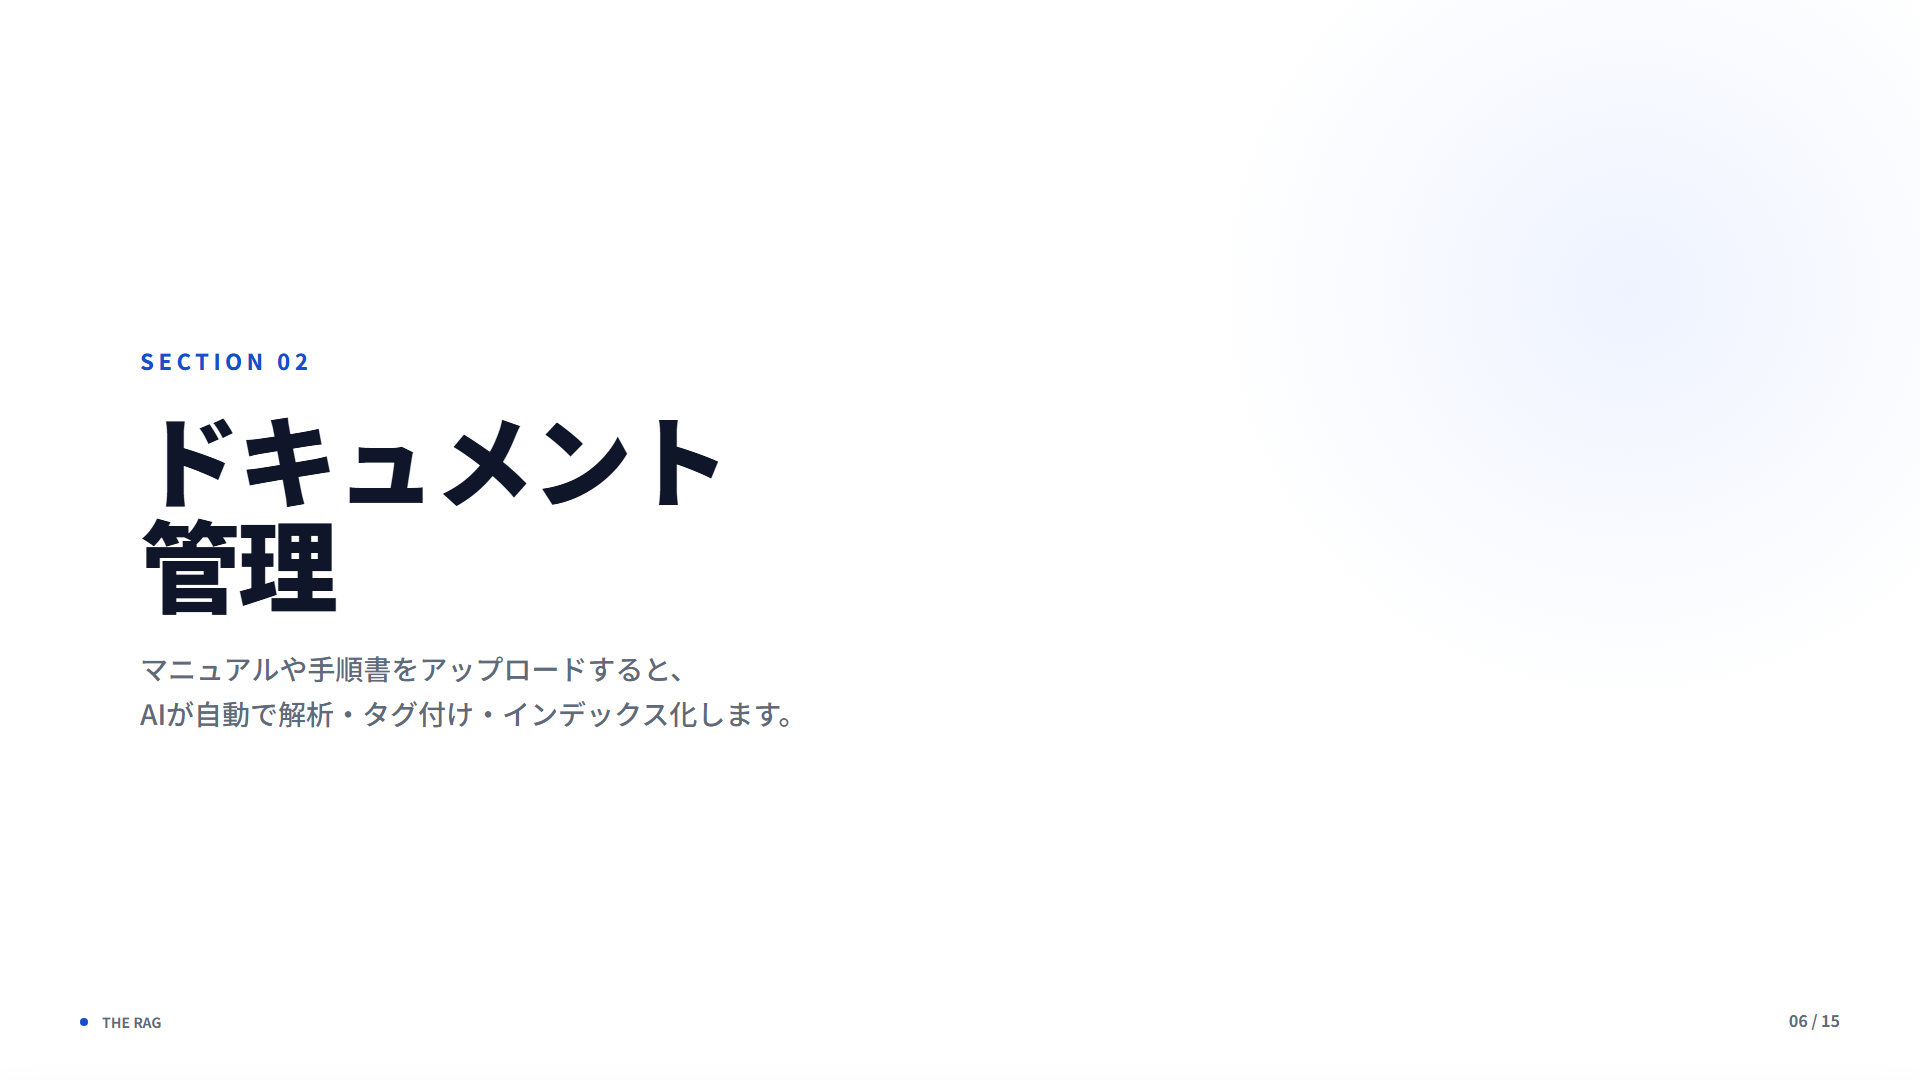 SECTION 02
ドキュメント
管理
マニュアルや手順書をアップロードすると、
AIが自動で解析・タグ付け・インデックス化します。
THE RAG
06 / 15